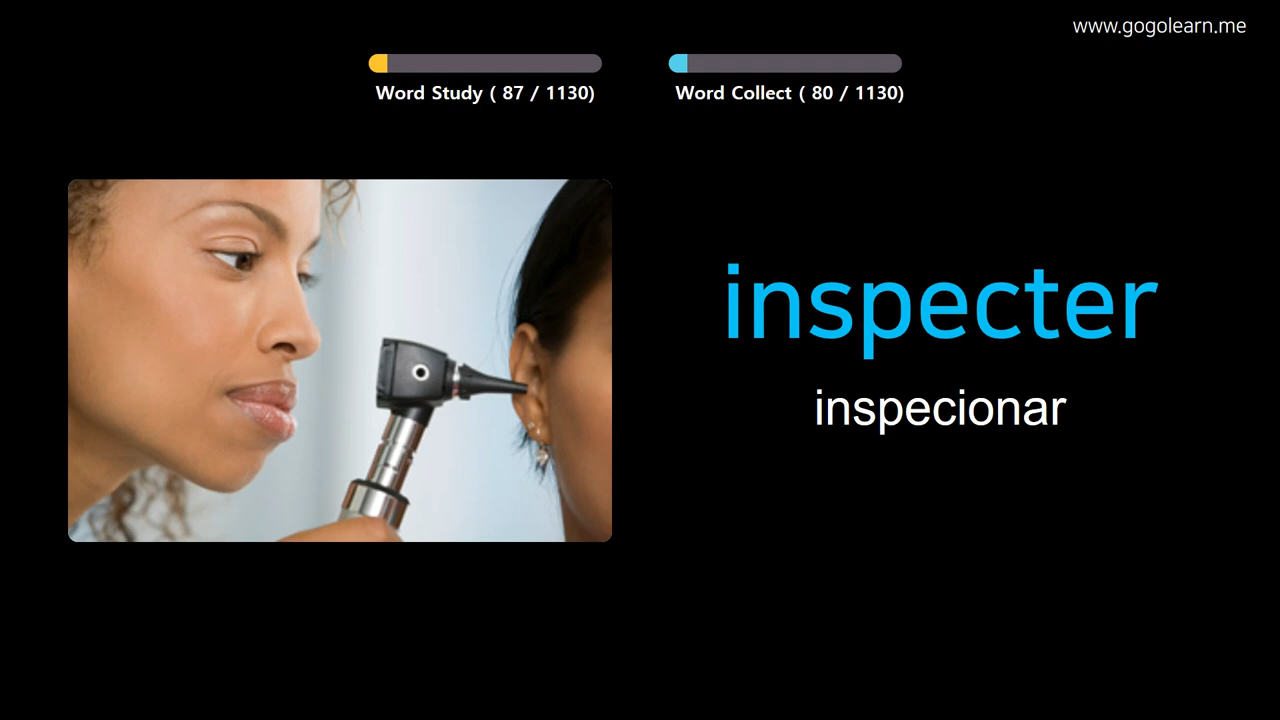 www.gogolearn.me
Word Study ( 87 / 1130)
Word Collect ( 80 / 1130)
inspecter
inspecionar